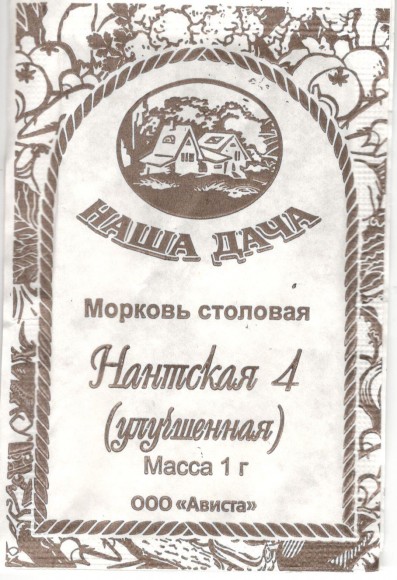 НАША ДАЧА
Морковь столовая
Нантская 4
(улучшенная)
Масса 1 г
ООО «Ависта»